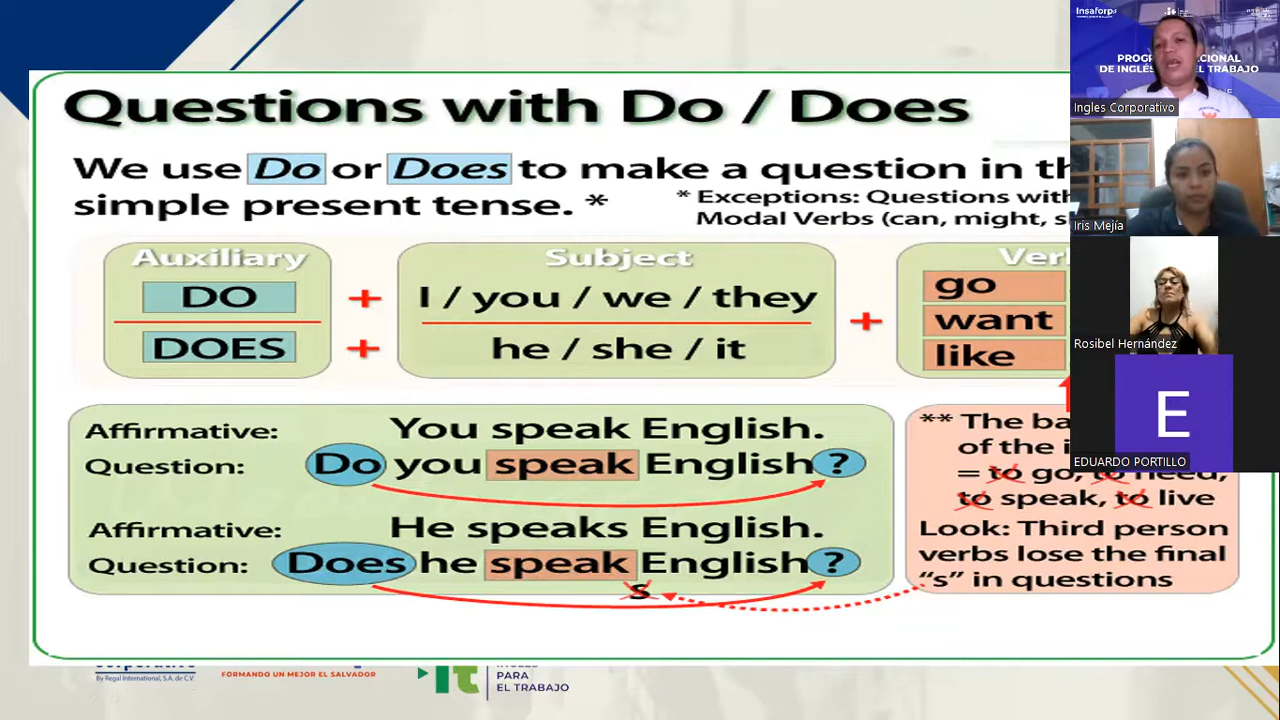 Questions with Do / Does
We use Do or Does to make a question in th
simple present tense. *
* Exceptions: Questions with
Modal Verbs (can, might, s
Auxiliary
Subject
Ver
DO + I / you / we / they + go
want
DOES + he / she / it
like
Affirmative: You speak English.
Question: Do you speak English?
Affirmative: He speaks English.
Question: Does he speak English?
s
** The ba
of the i
= to go, to need,
to speak, to live
Look: Third person
verbs lose the final
“s” in questions
corporativo
By Regal International, S.A. de C.V.
FORMANDO UN MEJOR EL SALVADOR
it
INGLÉS
PARA
EL TRABAJO
Insaforp
DE INGLÉS EL TRABAJO
Ingles Corporativo
Iris Mejía
Rosibel Hernández
E
EDUARDO PORTILLO